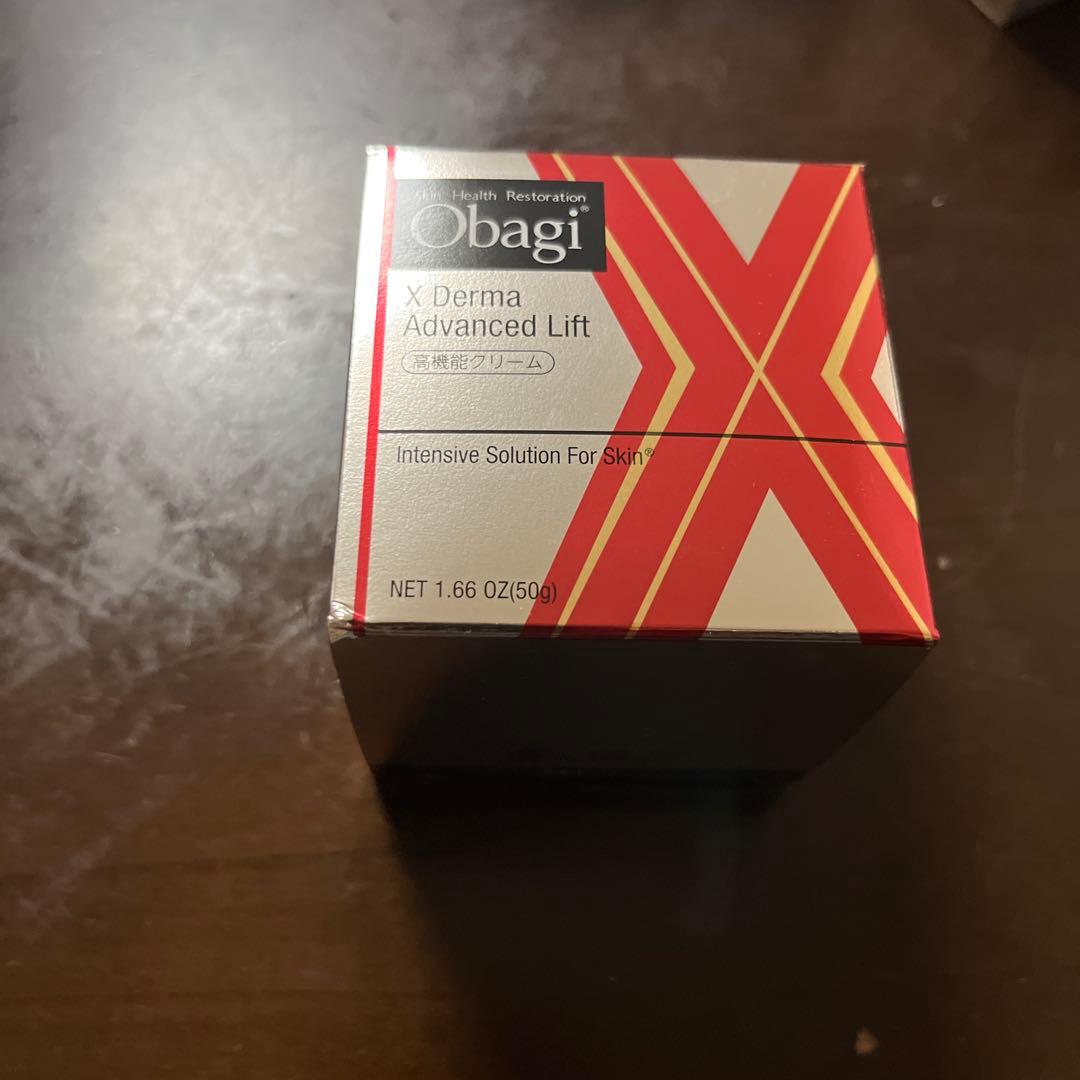 Skin Health Restoration
Obagi®
X Derma
Advanced Lift
高機能クリーム
Intensive Solution For Skin®
NET 1.66 OZ(50g)